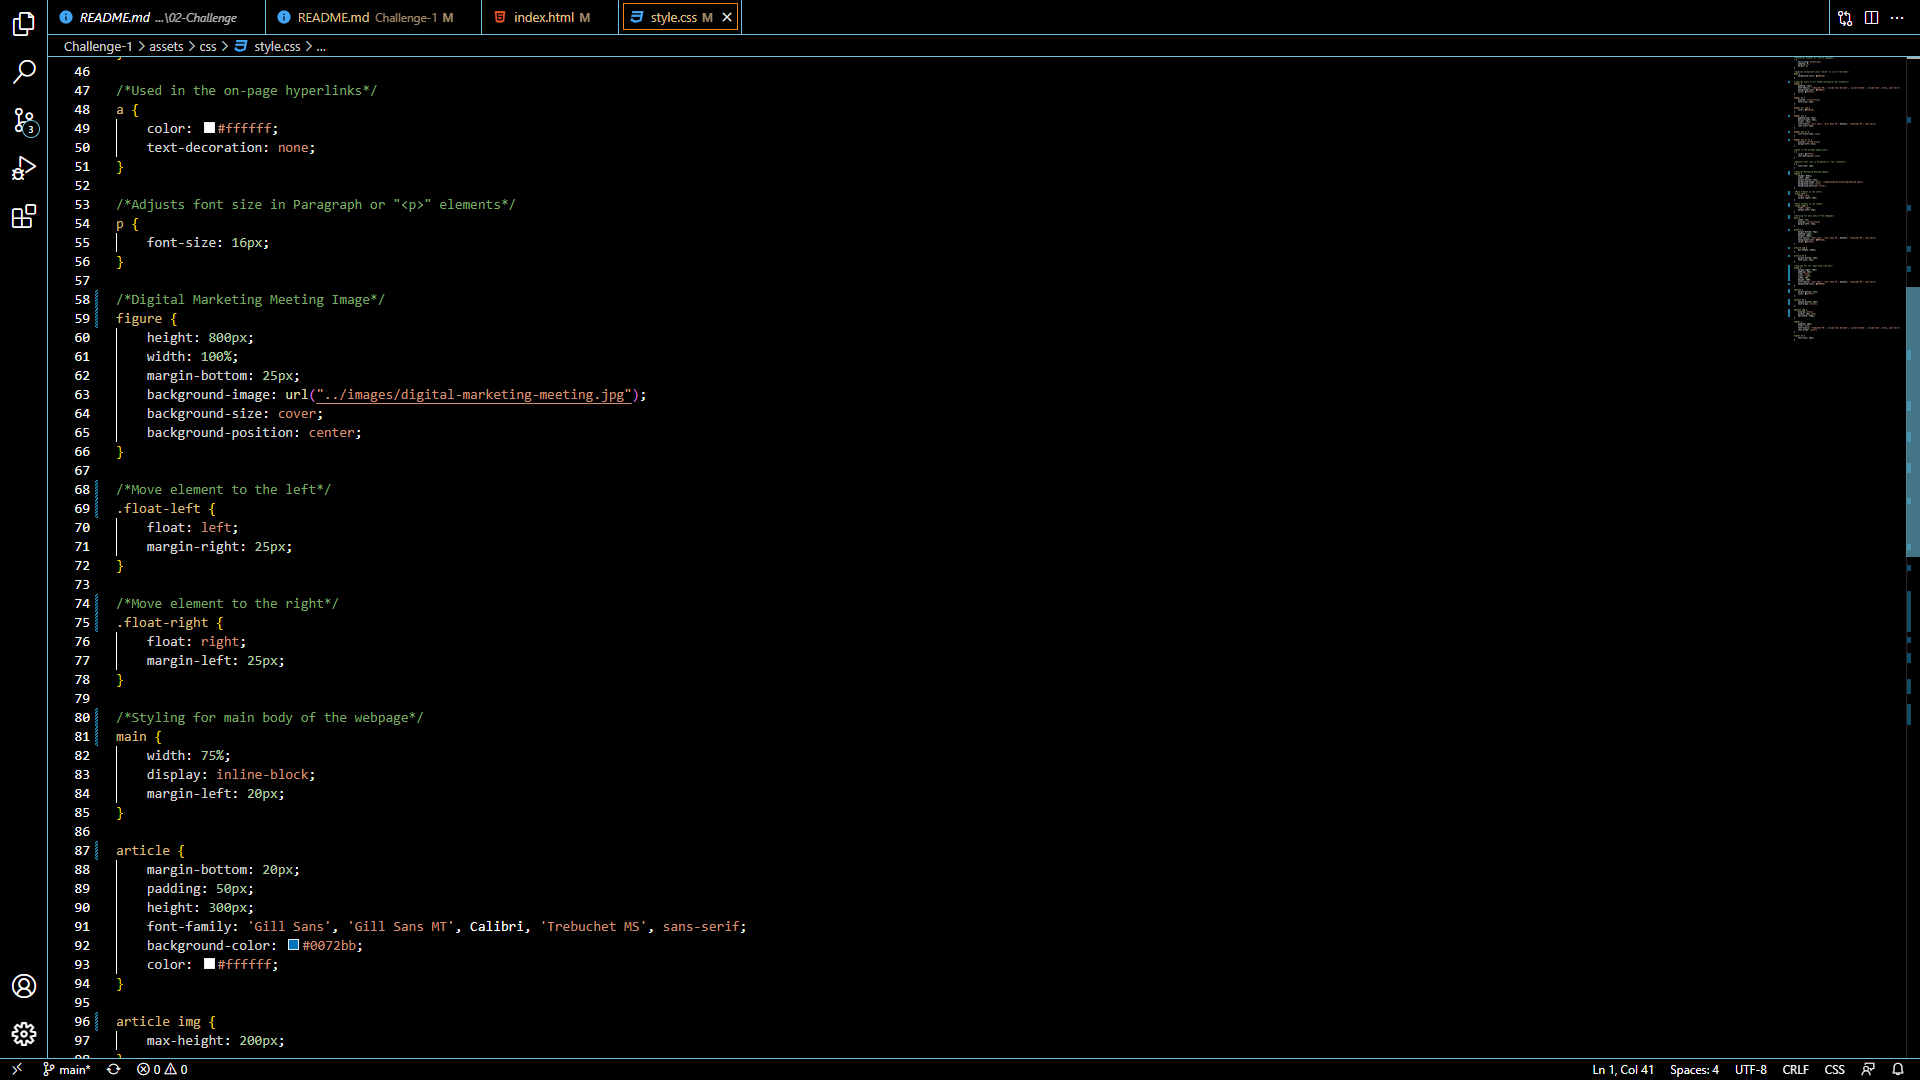 README.md ...\02-Challenge
README.md Challenge-1 M
index.html M
style.css M
Challenge-1 > assets > css > style.css > ...
46
47 /*Used in the on-page hyperlinks*/
48 a {
49 color: #ffffff;
50 text-decoration: none;
51 }
52
53 /*Adjusts font size in Paragraph or "<p>" elements*/
54 p {
55 font-size: 16px;
56 }
57
58 /*Digital Marketing Meeting Image*/
59 figure {
60 height: 800px;
61 width: 100%;
62 margin-bottom: 25px;
63 background-image: url("../images/digital-marketing-meeting.jpg");
64 background-size: cover;
65 background-position: center;
66 }
67
68 /*Move element to the left*/
69 .float-left {
70 float: left;
71 margin-right: 25px;
72 }
73
74 /*Move element to the right*/
75 .float-right {
76 float: right;
77 margin-left: 25px;
78 }
79
80 /*Styling for main body of the webpage*/
81 main {
82 width: 75%;
83 display: inline-block;
84 margin-left: 20px;
85 }
86
87 article {
88 margin-bottom: 20px;
89 padding: 50px;
90 height: 300px;
91 font-family: 'Gill Sans', 'Gill Sans MT', Calibri, 'Trebuchet MS', sans-serif;
92 background-color: #0072bb;
93 color: #ffffff;
94 }
95
96 article img {
97 max-height: 200px;
3
main* 0 0 Ln 1, Col 41 Spaces: 4 UTF-8 CRLF CSS